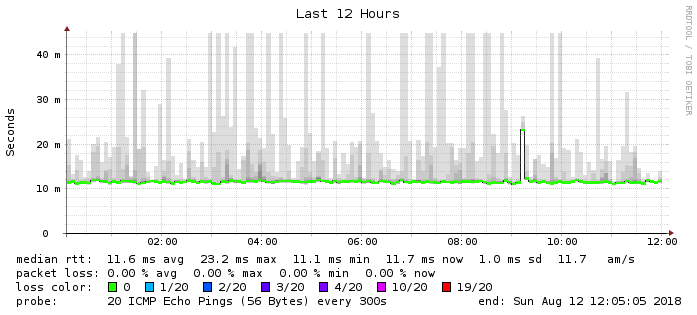 Last 12 Hours
RRDTOOL / TOBI OETIKER
Seconds
40 m
30 m
20 m
10 m
0
02:00 04:00 06:00 08:00 10:00 12:00
median rtt: 11.6 ms avg 23.2 ms max 11.1 ms min 11.7 ms now 1.0 ms sd 11.7 am/s
packet loss: 0.00 % avg 0.00 % max 0.00 % min 0.00 % now
loss color: 0 1/20 2/20 3/20 4/20 10/20 19/20
probe: 20 ICMP Echo Pings (56 Bytes) every 300s end: Sun Aug 12 12:05:05 2018